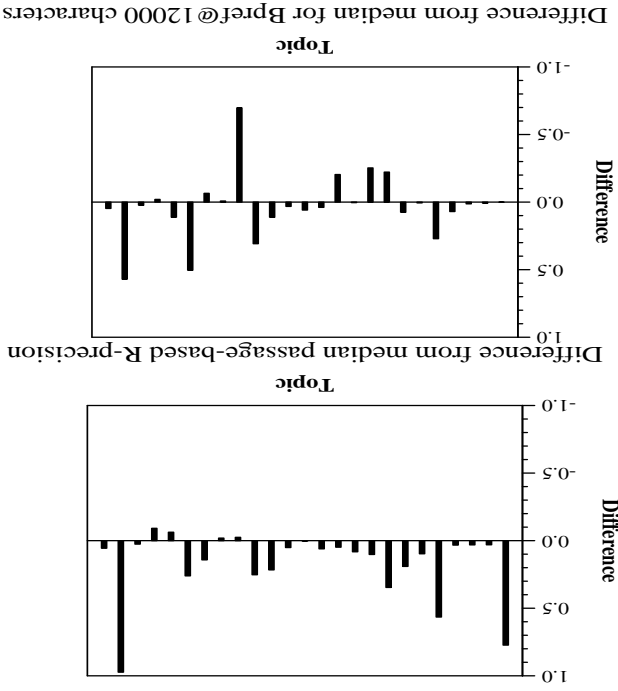 1.0
0.5
0.0
-0.5
-1.0
Difference
Topic
Difference from median passage-based R-precision
1.0
0.5
0.0
-0.5
-1.0
Difference
Topic
Difference from median for Bpref@12000 characters